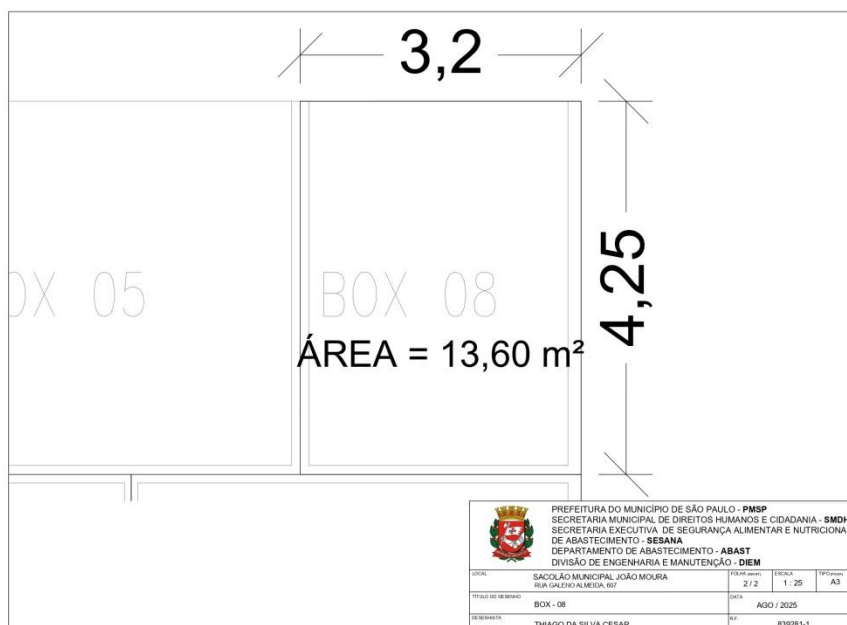 3,2
4,25
OX 05
BOX 08
ÁREA = 13,60 m²
PREFEITURA DO MUNICÍPIO DE SÃO PAULO - PMSP
SECRETARIA MUNICIPAL DE DIREITOS HUMANOS E CIDADANIA - SMDH
SECRETARIA EXECUTIVA DE SEGURANÇA ALIMENTAR E NUTRICIONA
DE ABASTECIMENTO - SESANA
DEPARTAMENTO DE ABASTECIMENTO - ABAST
DIVISÃO DE ENGENHARIA E MANUTENÇÃO - DIEM
LOCAL
SACOLÃO MUNICIPAL JOÃO MOURA
RUA GALENO ALMEIDA, 607
FOLHA
2 / 2
ESCALA
1 : 25
TIPO
A3
TÍTULO DO DESENHO
BOX - 08
DATA
AGO / 2025
DESENHISTA
THIAGO DA SILVA CESAR
R.F.
839281-1